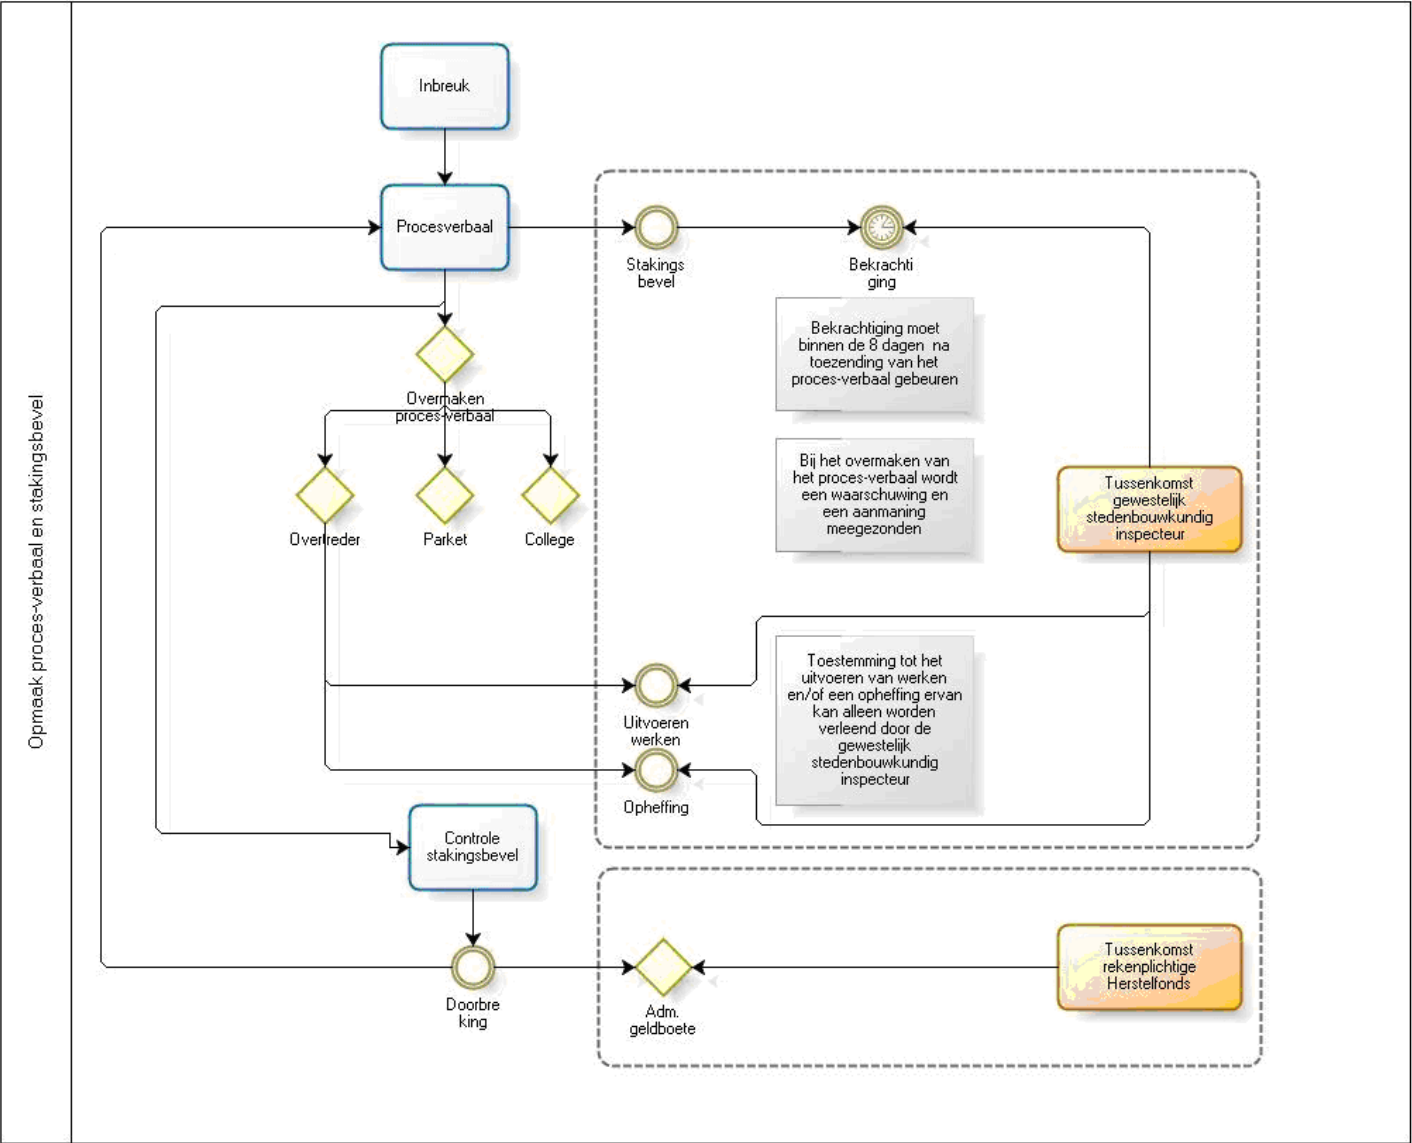 Opmaak proces-verbaal en stakingsbevel
Inbreuk
Procesverbaal
Stakings
bevel
Bekrachti
ging
Bekrachtiging moet
binnen de 8 dagen na
toezending van het
proces-verbaal gebeuren
Overmaken
proces-verbaal
Bij het overmaken van
het proces-verbaal wordt
een waarschuwing en
een aanmaning
meegezonden
Tussenkomst
gewestelijk
stedenbouwkundig
inspecteur
Overtreder
Parket
College
Toestemming tot het
uitvoeren van werken
en/of een opheffing ervan
kan alleen worden
verleend door de
gewestelijk
stedenbouwkundig
inspecteur
Uitvoeren
werken
Opheffing
Controle
stakingsbevel
Doorbre
king
Adm.
geldboete
Tussenkomst
rekenplichtige
Herstelfonds